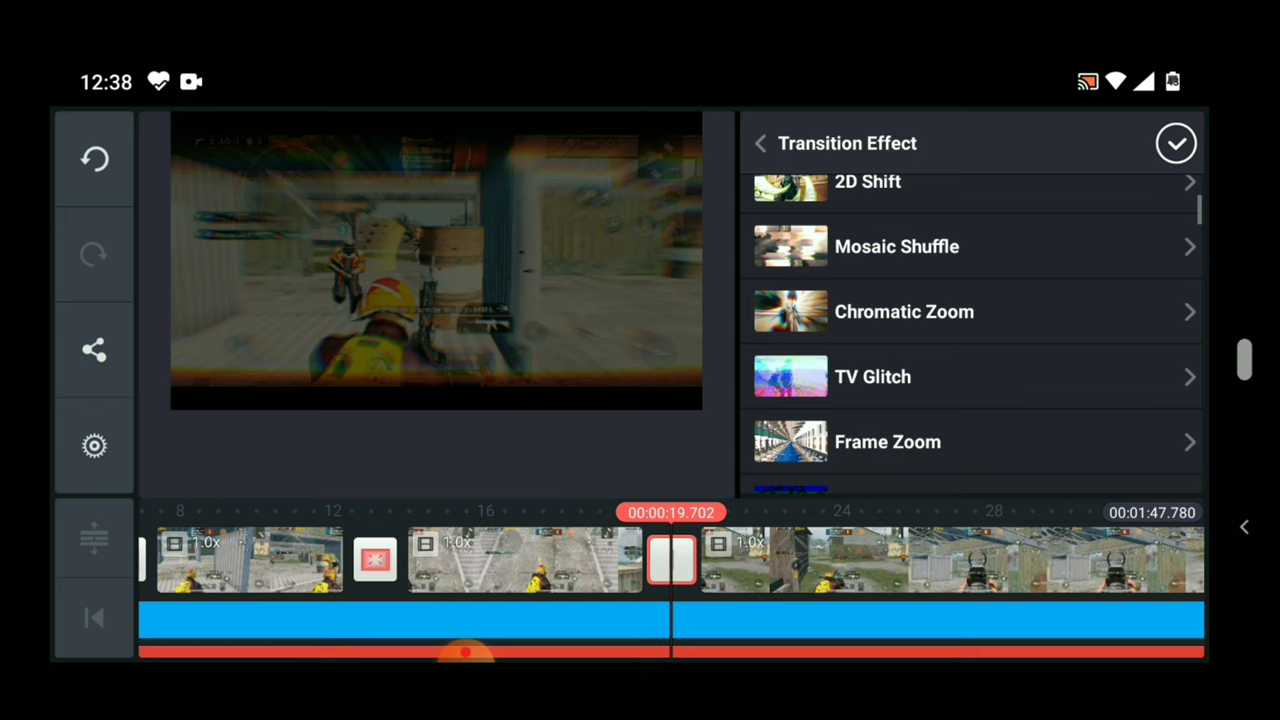 12:38
Transition Effect
2D Shift
Mosaic Shuffle
Chromatic Zoom
TV Glitch
Frame Zoom
8 12 16 00:00:19.702 24 28 00:01:47.780
1.0x 1.0x 1.0x